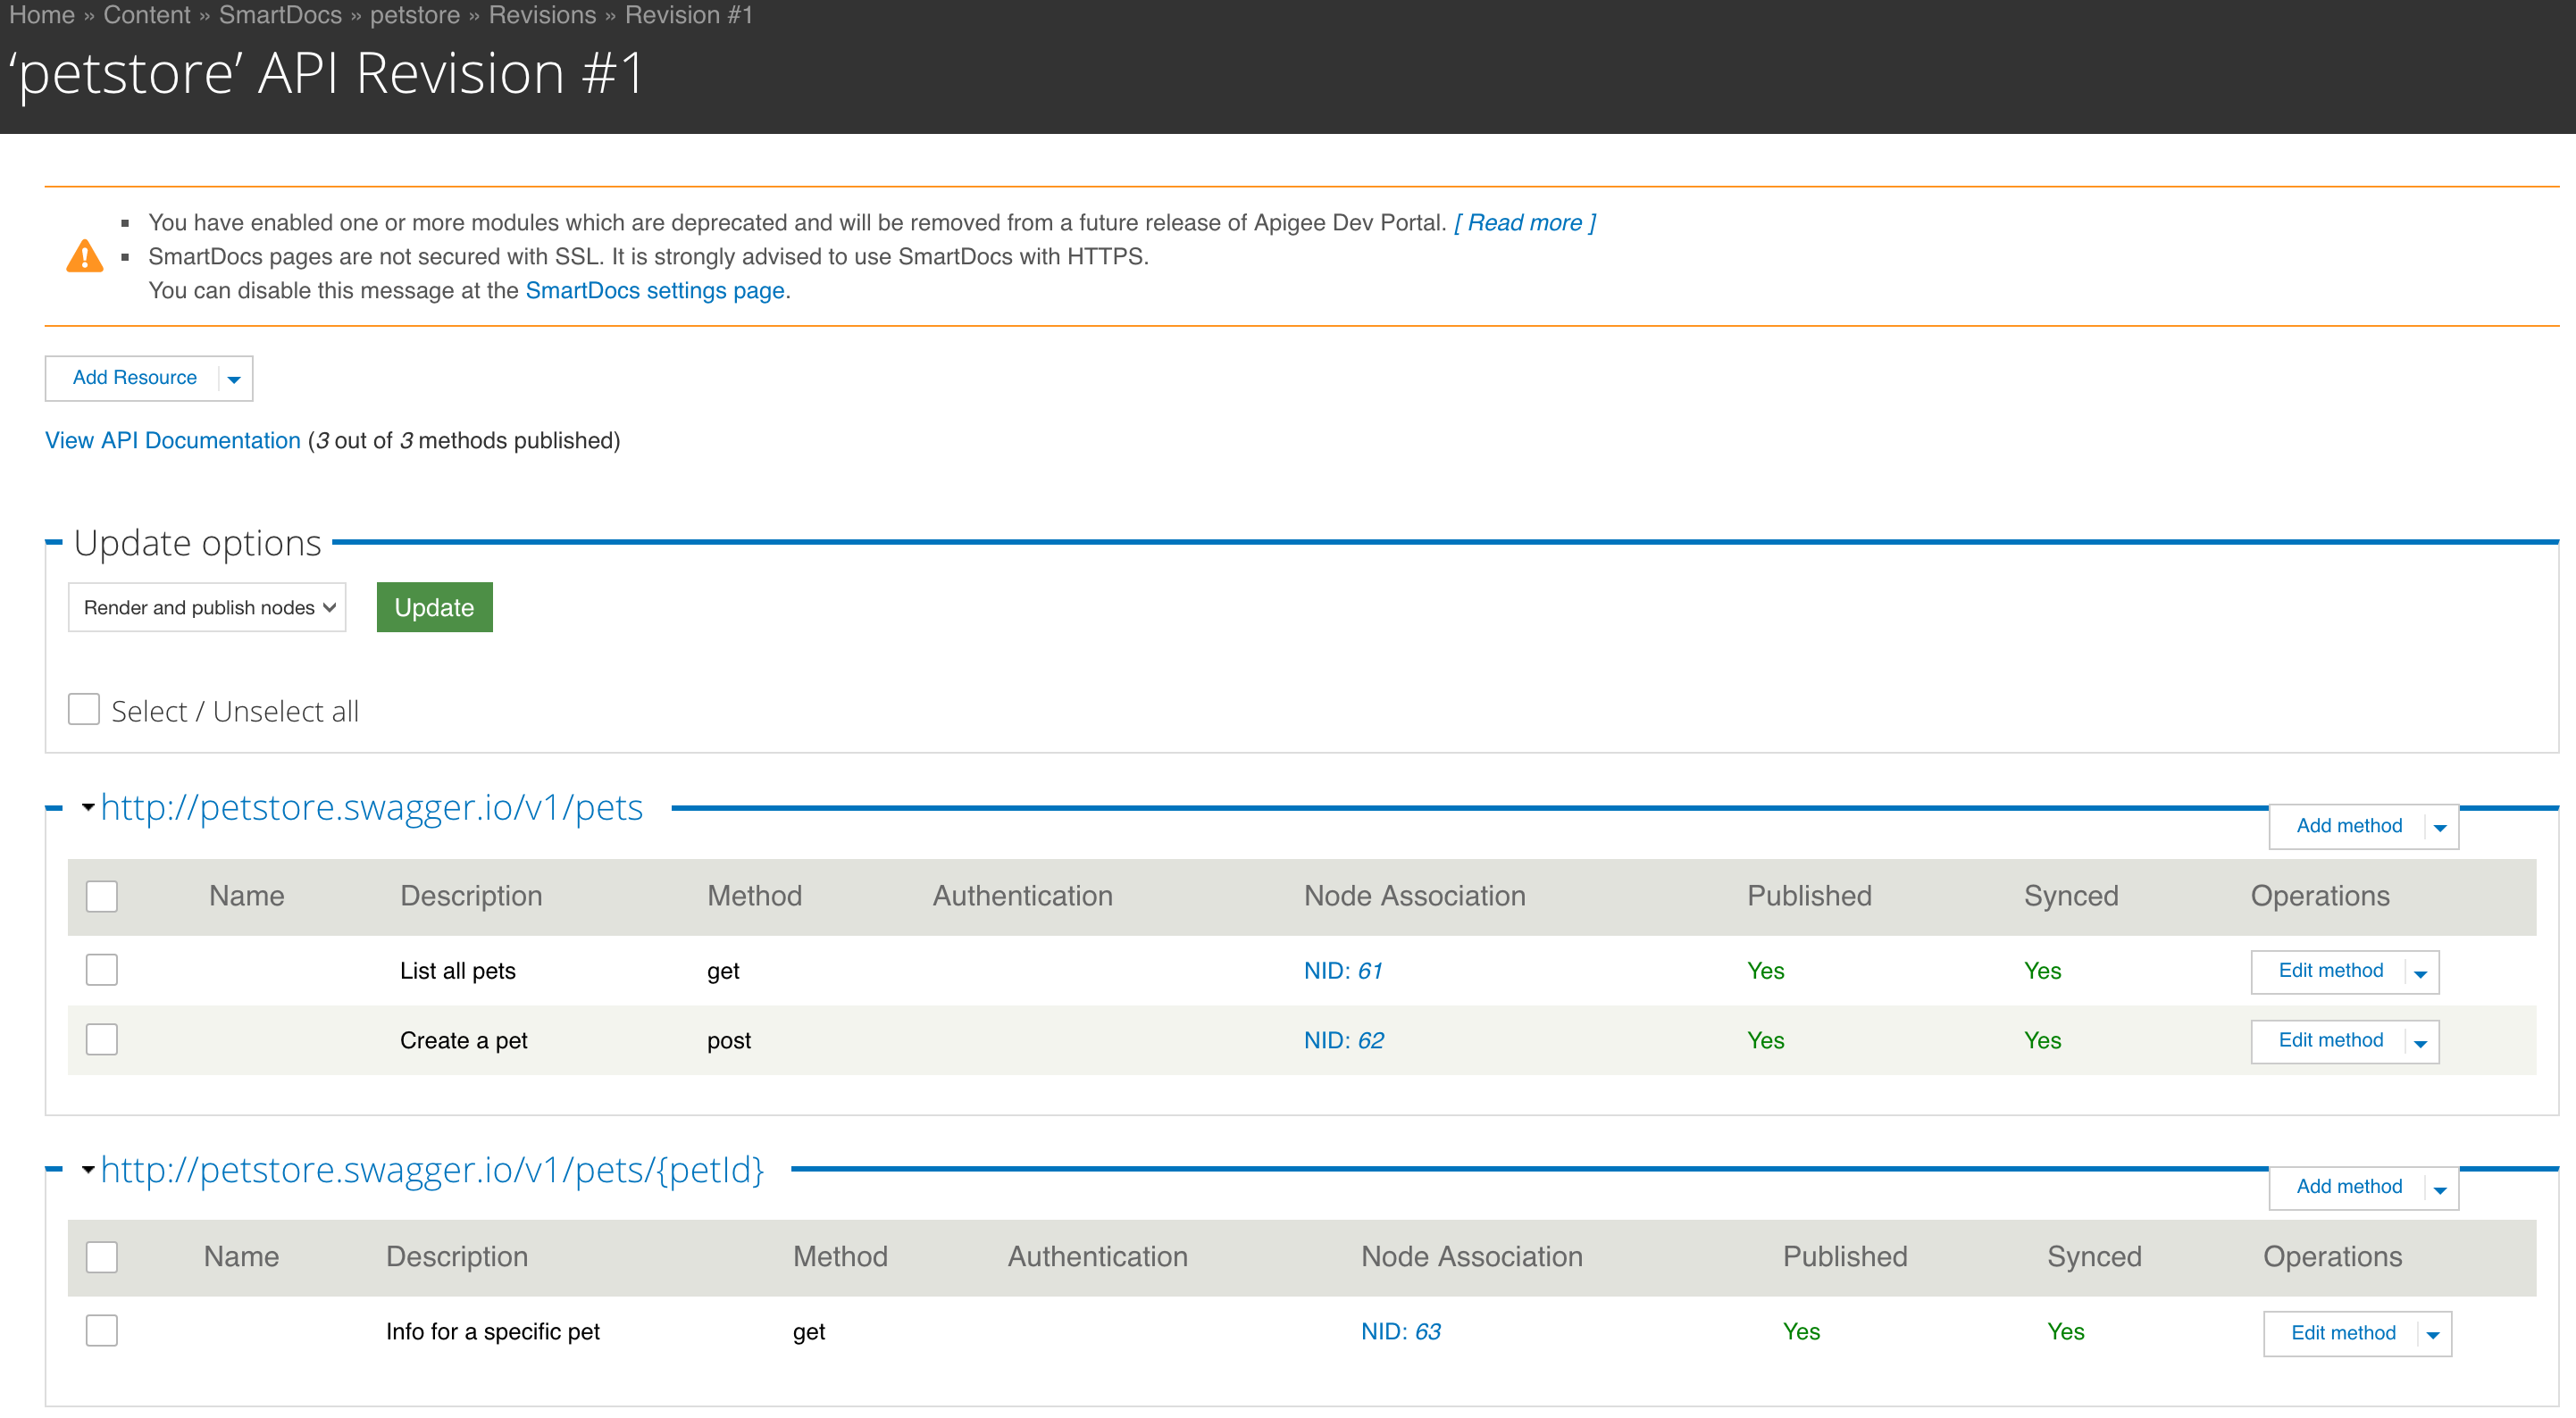 Home » Content » SmartDocs » petstore » Revisions » Revision #1
‘petstore’ API Revision #1
You have enabled one or more modules which are deprecated and will be removed from a future release of Apigee Dev Portal. [ Read more ]
SmartDocs pages are not secured with SSL. It is strongly advised to use SmartDocs with HTTPS.
You can disable this message at the SmartDocs settings page.
Add Resource
View API Documentation (3 out of 3 methods published)
Update options
Render and publish nodes
Update
Select / Unselect all
http://petstore.swagger.io/v1/pets
Add method
Name Description Method Authentication Node Association Published Synced Operations
List all pets get NID: 61 Yes Yes Edit method
Create a pet post NID: 62 Yes Yes Edit method
http://petstore.swagger.io/v1/pets/{petId}
Add method
Name Description Method Authentication Node Association Published Synced Operations
Info for a specific pet get NID: 63 Yes Yes Edit method